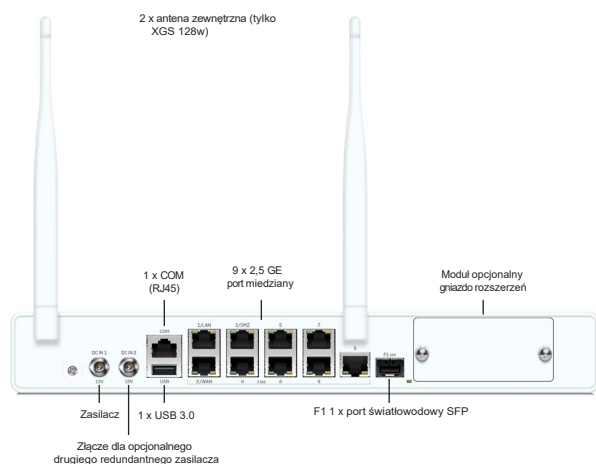 2 x antena zewnętrzna (tylko
XGS 128w)
1 x COM
(RJ45)
9 x 2,5 GE
port miedziany
Moduł opcjonalny
gniazdo rozszerzeń
COM
1/LAN
3/DMZ
5
7
DC IN 1
DC IN 2
F1
12V
12V
USB
2/WAN
4
6
Zasilacz
1 x USB 3.0
F1 1 x port światłowodowy SFP
Złącze dla opcjonalnego
drugiego redundantnego zasilacza